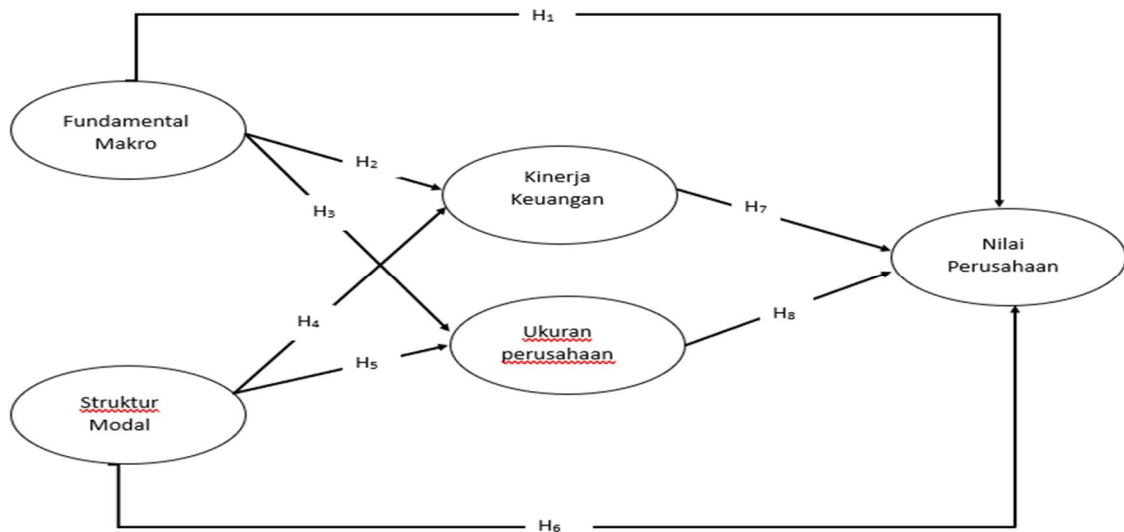 H₁
Fundamental
Makro
H₂
Kinerja
Keuangan
H₃
H₇
Nilai
Perusahaan
H₄
Ukuran
perusahaan
H₈
H₅
Struktur
Modal
H₆